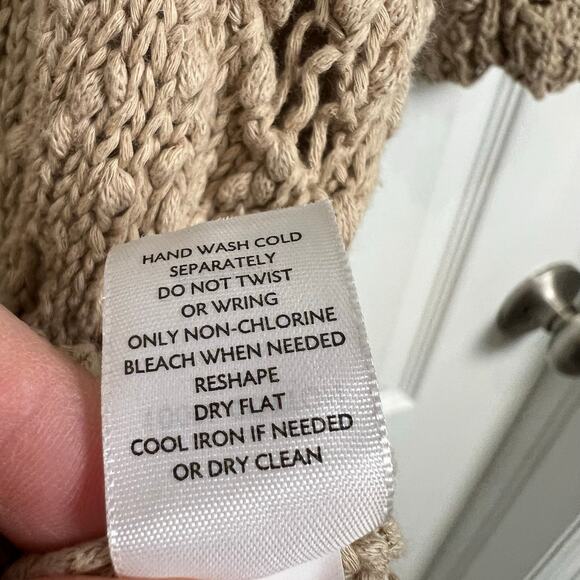 HAND WASH COLD
SEPARATELY
DO NOT TWIST
OR WRING
ONLY NON-CHLORINE
BLEACH WHEN NEEDED
RESHAPE
DRY FLAT
COOL IRON IF NEEDED
OR DRY CLEAN